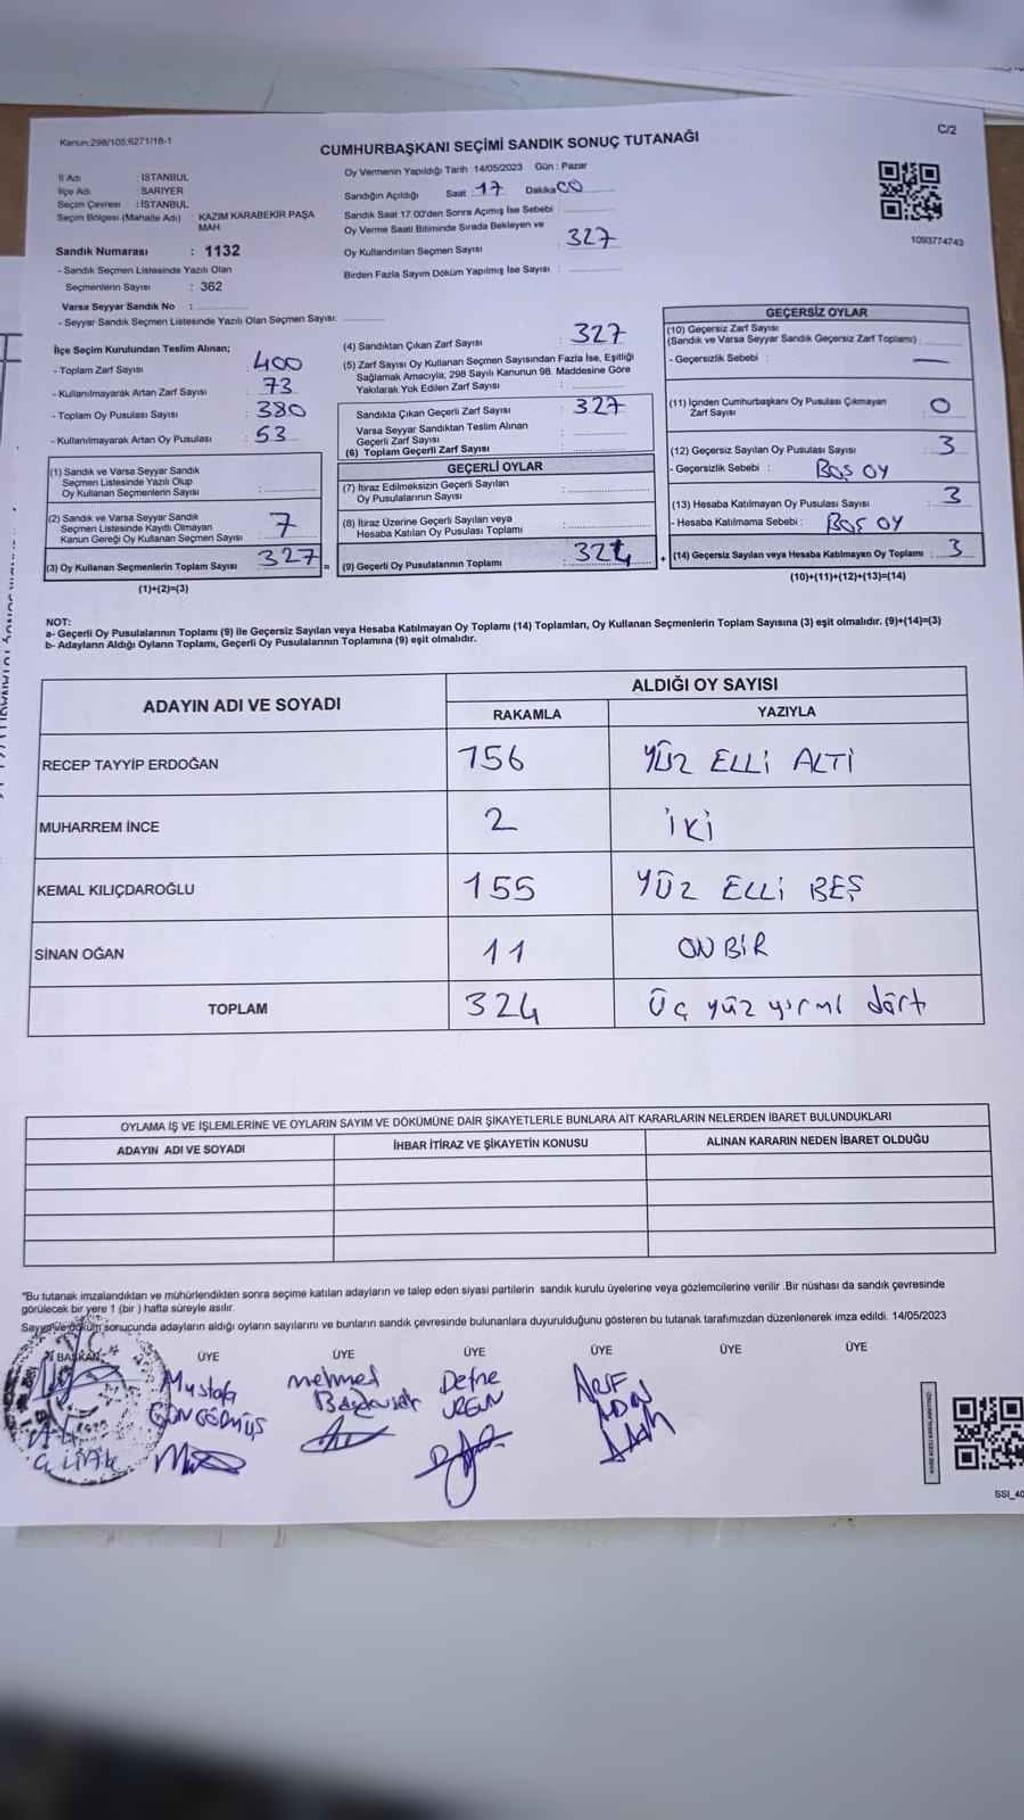 Kanun:298/105;6271/18-1
C/2
CUMHURBAŞKANI SEÇİMİ SANDIK SONUÇ TUTANAĞI
İl Adı : İSTANBUL
İlçe Adı : SARIYER
Seçim Çevresi : İSTANBUL
Seçim Bölgesi (Mahalle Adı) KAZIM KARABEKİR PAŞA MAH
Sandık Numarası : 1132
- Sandık Seçmen Listesinde Yazılı Olan
Seçmenlerin Sayısı : 362
Varsa Seyyar Sandık No :
- Seyyar Sandık Seçmen Listesinde Yazılı Olan Seçmen Sayısı:
Oy Vermenin Yapıldığı Tarih : 14/05/2023 Gün : Pazar
Sandığın Açıldığı Saat : 17 Dakika 00
Sandık Saat 17.00'den Sonra Açımış İse Sebebi :
Oy Verme Saati Bitiminde Sırada Bekleyen ve
Oy Kullandırılan Seçmen Sayısı : 327
Birden Fazla Sayım Döküm Yapılmış İse Sayısı :
1093774743
İlçe Seçim Kurulundan Teslim Alınan;
- Toplam Zarf Sayısı : 400
- Kullanılmayarak Artan Zarf Sayısı : 73
- Toplam Oy Pusulası Sayısı : 380
- Kullanılmayarak Artan Oy Pusulası : 53
(1) Sandık ve Varsa Seyyar Sandık
Seçmen Listesinde Yazılı Olup
Oy Kullanan Seçmenlerin Sayısı :
(2) Sandık ve Varsa Seyyar Sandık
Seçmen Listesinde Kayıtlı Olmayan
Kanun Gereği Oy Kullanan Seçmen Sayısı : 7
(3) Oy Kullanan Seçmenlerin Toplam Sayısı : 327
(1)+(2)=(3)
=
(4) Sandıktan Çıkan Zarf Sayısı : 327
(5) Zarf Sayısı Oy Kullanan Seçmen Sayısından Fazla İse, Eşitliği
Sağlamak Amacıyla; 298 Sayılı Kanunun 98. Maddesine Göre
Yakılarak Yok Edilen Zarf Sayısı :
Sandıkta Çıkan Geçerli Zarf Sayısı : 327
Varsa Seyyar Sandıktan Teslim Alınan
Geçerli Zarf Sayısı :
(6) Toplam Geçerli Zarf Sayısı :
GEÇERLİ OYLAR
(7) İtiraz Edilmeksizin Geçerli Sayılan
Oy Pusulalarının Sayısı :
(8) İtiraz Üzerine Geçerli Sayılan veya
Hesaba Katılan Oy Pusulası Toplamı :
(9) Geçerli Oy Pusulalarının Toplamı : 324
+
GEÇERSİZ OYLAR
(10) Geçersiz Zarf Sayısı
(Sandık ve Varsa Seyyar Sandık Geçersiz Zarf Toplamı) :
- Geçersizlik Sebebi : —
(11) İçinden Cumhurbaşkanı Oy Pusulası Çıkmayan
Zarf Sayısı : 0
(12) Geçersiz Sayılan Oy Pusulası Sayısı : 3
- Geçersizlik Sebebi : BOŞ OY
(13) Hesaba Katılmayan Oy Pusulası Sayısı : 3
- Hesaba Katılmama Sebebi : BOŞ OY
(14) Geçersiz Sayılan veya Hesaba Katılmayan Oy Toplamı : 3
(10)+(11)+(12)+(13)=(14)
NOT:
a- Geçerli Oy Pusulalarının Toplamı (9) ile Geçersiz Sayılan veya Hesaba Katılmayan Oy Toplamı (14) Toplamları, Oy Kullanan Seçmenlerin Toplam Sayısına (3) eşit olmalıdır. (9)+(14)=(3)
b- Adayların Aldığı Oyların Toplamı, Geçerli Oy Pusulalarının Toplamına (9) eşit olmalıdır.
ADAYIN ADI VE SOYADI
ALDIĞI OY SAYISI
RAKAMLA YAZIYLA
RECEP TAYYİP ERDOĞAN 156 YÜZ ELLİ ALTI
MUHARREM İNCE 2 İKİ
KEMAL KILIÇDAROĞLU 155 YÜZ ELLİ BEŞ
SİNAN OĞAN 11 ON BİR
TOPLAM 324 Üç yüz yirmi dört
OYLAMA İŞ VE İŞLEMLERİNE VE OYLARIN SAYIM VE DÖKÜMÜNE DAİR ŞİKAYETLERLE BUNLARA AİT KARARLARIN NELERDEN İBARET BULUNDUKLARI
ADAYIN ADI VE SOYADI İHBAR İTİRAZ VE ŞİKAYETİN KONUSU ALINAN KARARIN NEDEN İBARET OLDUĞU
"Bu tutanak imzalandıktan ve mühürlendikten sonra seçime katılan adayların ve talep eden siyasi partilerin sandık kurulu üyelerine veya gözlemcilerine verilir .Bir nüshası da sandık çevresinde
görülecek bir yere 1 (bir ) hafta süreyle asılır.
Sayım ve döküm sonucunda adayların aldığı oyların sayılarını ve bunların sandık çevresinde bulunanlara duyurulduğunu gösteren bu tutanak tarafımızdan düzenlenerek imza edildi. 14/05/2023
BAŞKAN ÜYE ÜYE ÜYE ÜYE ÜYE ÜYE
Mustafa GÜNGÖRMÜŞ
mehmed
Defne
SSI_40